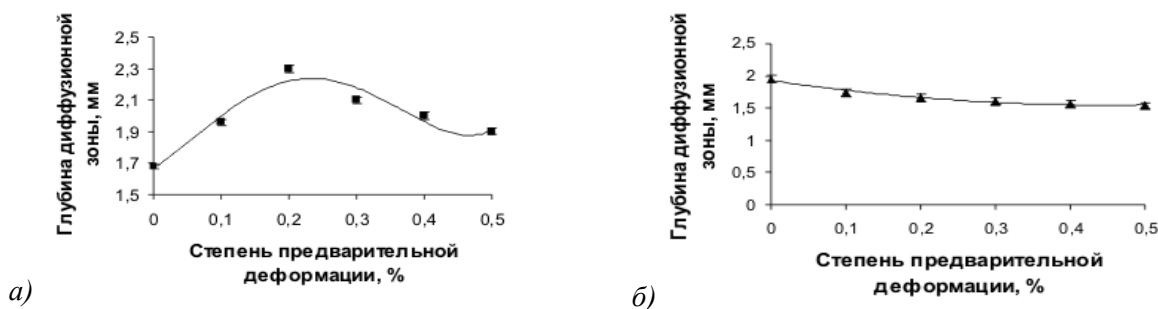 Глубина диффузионной
зоны, мм
2,5
2,3
2,1
1,9
1,7
1,5
0 0,1 0,2 0,3 0,4 0,5
Степень предварительной
деформации, %
а)
Глубина диффузионной
зоны, мм
2,5
2
1,5
1
0,5
0
0 0,1 0,2 0,3 0,4 0,5
Степень предварительной
деформации, %
б)